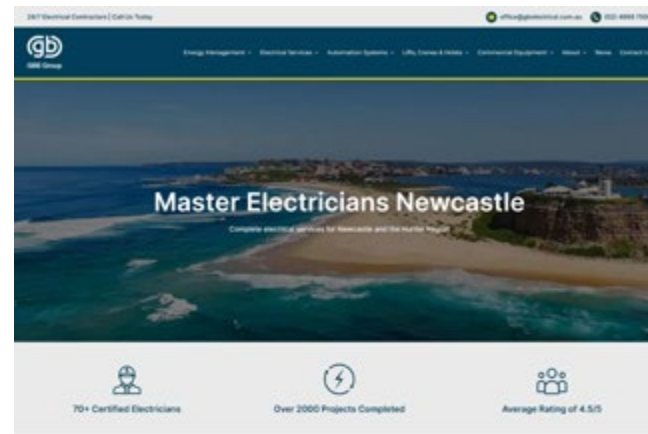 24/7 Electrical Contractors | Call Us Today
office@gbelectrical.com.au
gb
GBE Group
Energy Management
Electrical Services
Automation Systems
Lifts, Cranes & Hoists
Commercial Equipment
About
News
Contact
Master Electricians Newcastle
Complete electrical services for Newcastle and the Hunter Region
70+ Certified Electricians
Over 2000 Projects Completed
Average Rating of 4.5/5